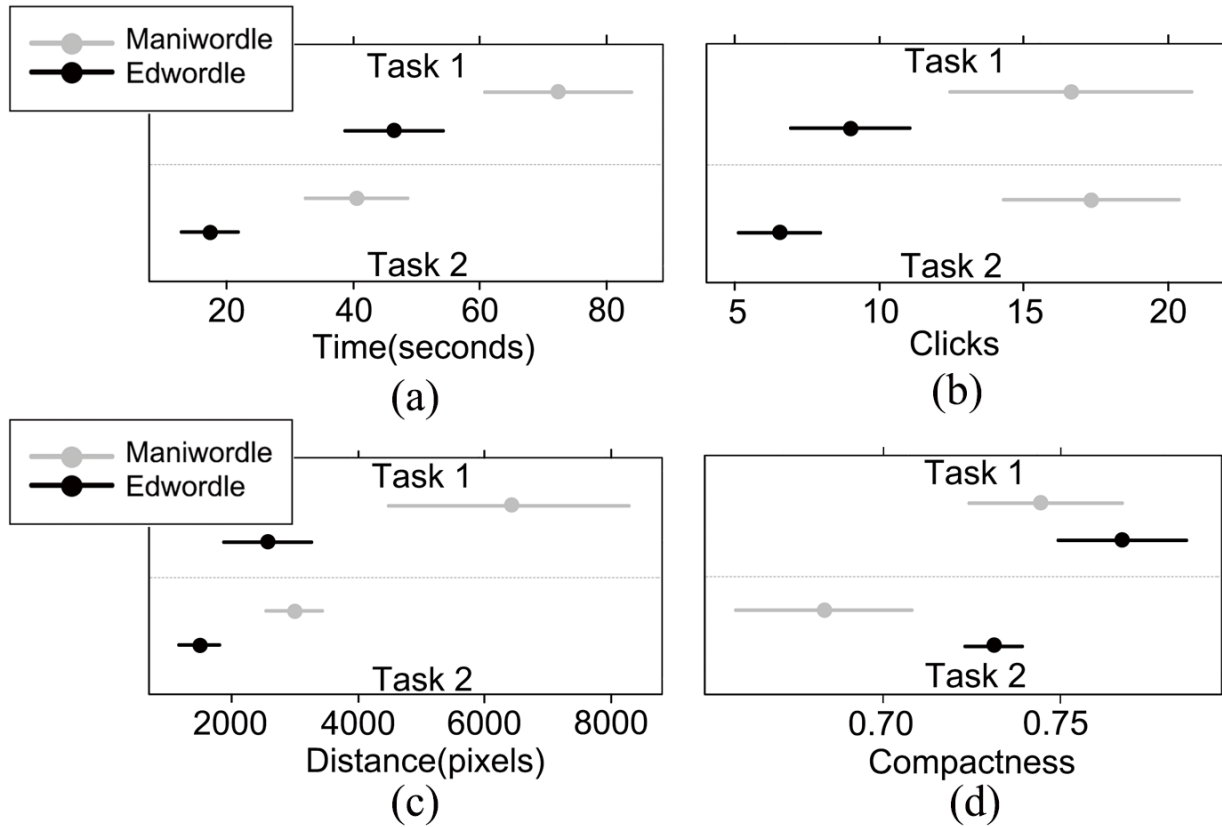 Maniwordle
Edwordle
Task 1
Task 2
20 40 60 80
Time(seconds)
(a)
Task 1
Task 2
5 10 15 20
Clicks
(b)
Maniwordle
Edwordle
Task 1
Task 2
2000 4000 6000 8000
Distance(pixels)
(c)
Task 1
Task 2
0.70 0.75
Compactness
(d)